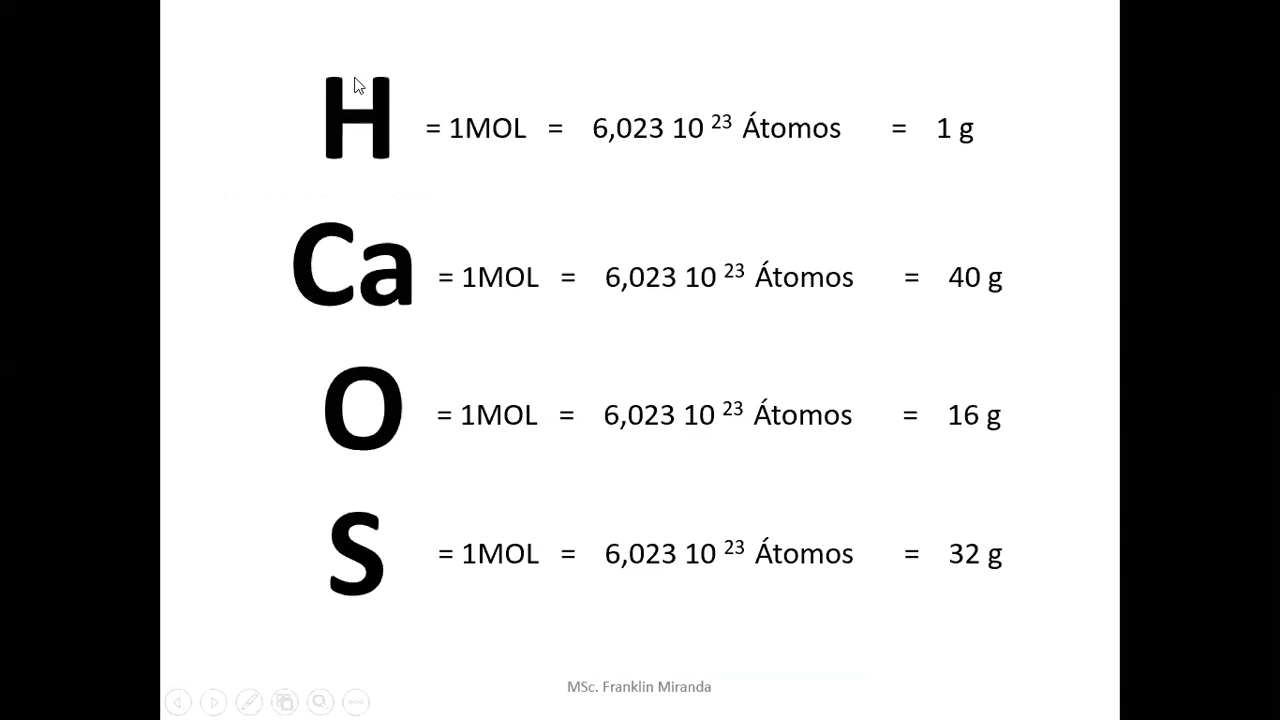 H = 1MOL = 6,023 10 23 Átomos = 1 g
Ca = 1MOL = 6,023 10 23 Átomos = 40 g
O = 1MOL = 6,023 10 23 Átomos = 16 g
S = 1MOL = 6,023 10 23 Átomos = 32 g
MSc. Franklin Miranda